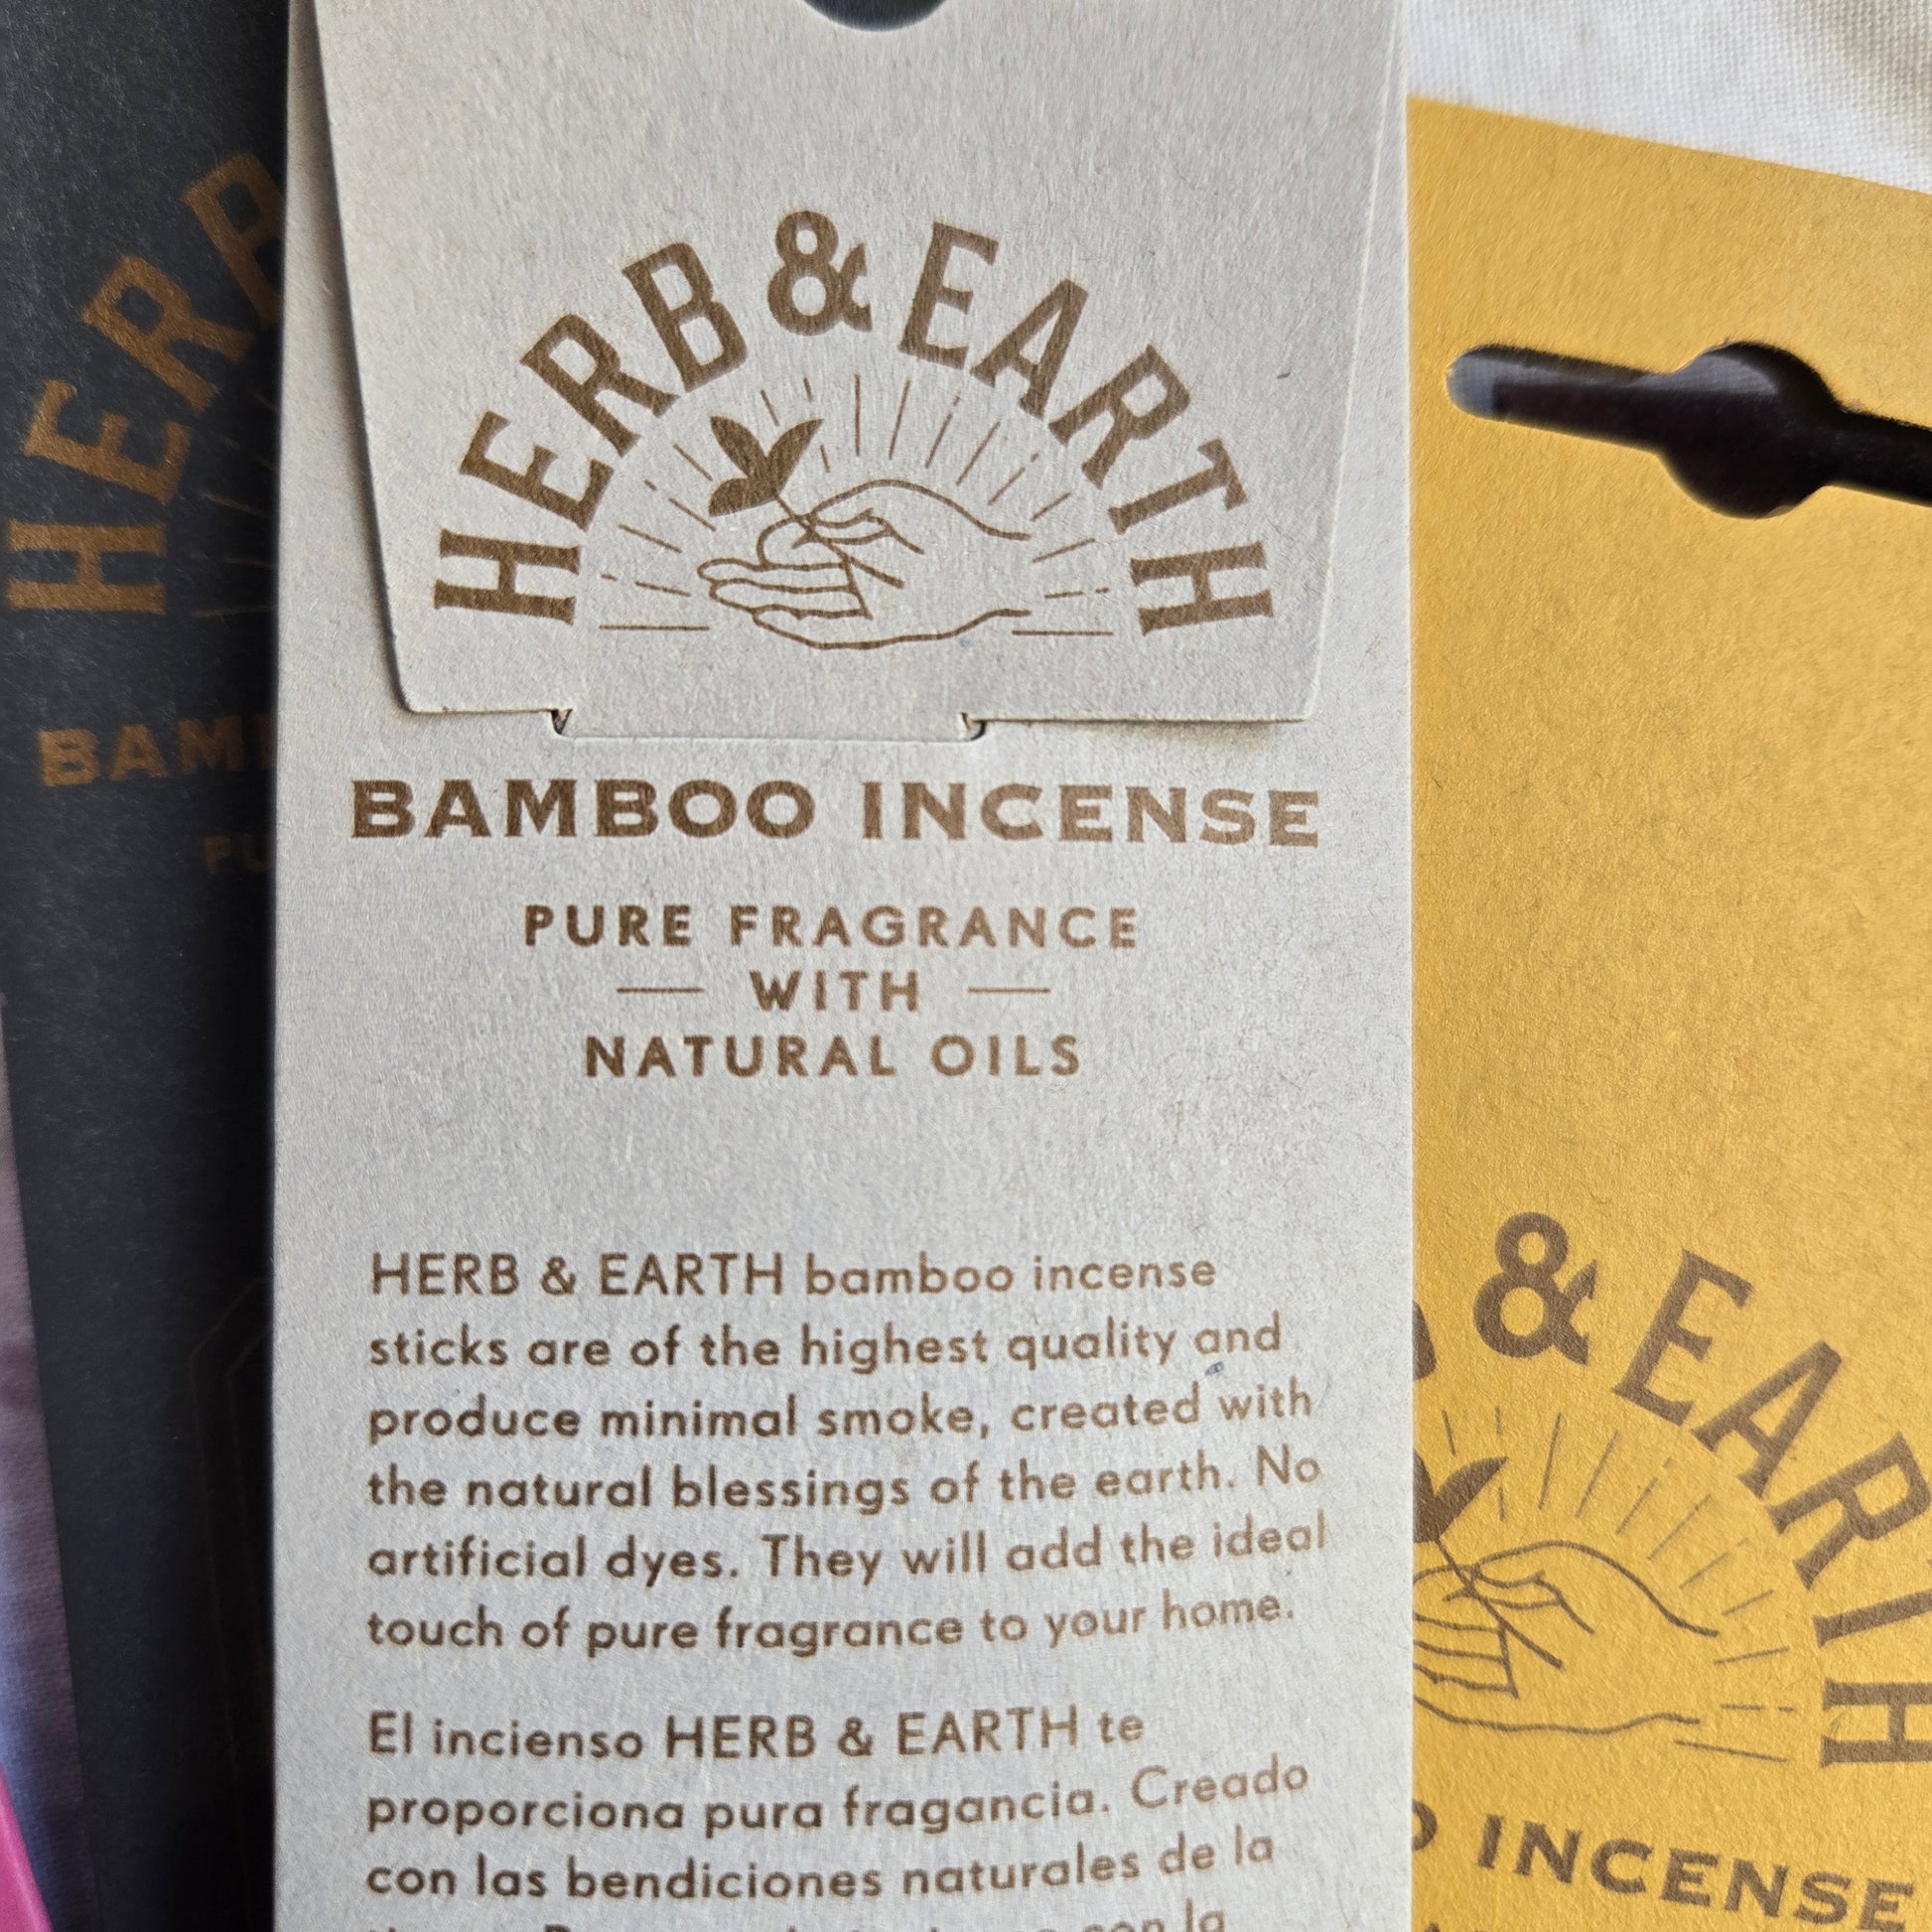 HERB & EARTH
BAMBOO INCENSE
PURE FRAGRANCE
WITH
NATURAL OILS
HERB & EARTH bamboo incense
sticks are of the highest quality and
produce minimal smoke, created with
the natural blessings of the earth. No
artificial dyes. They will add the ideal
touch of pure fragrance to your home.
El incienso HERB & EARTH te
proporciona pura fragancia. Creado
con las bendiciones naturales de la
con la
HERB
BAM
FU
& EARTH
O INCENSE